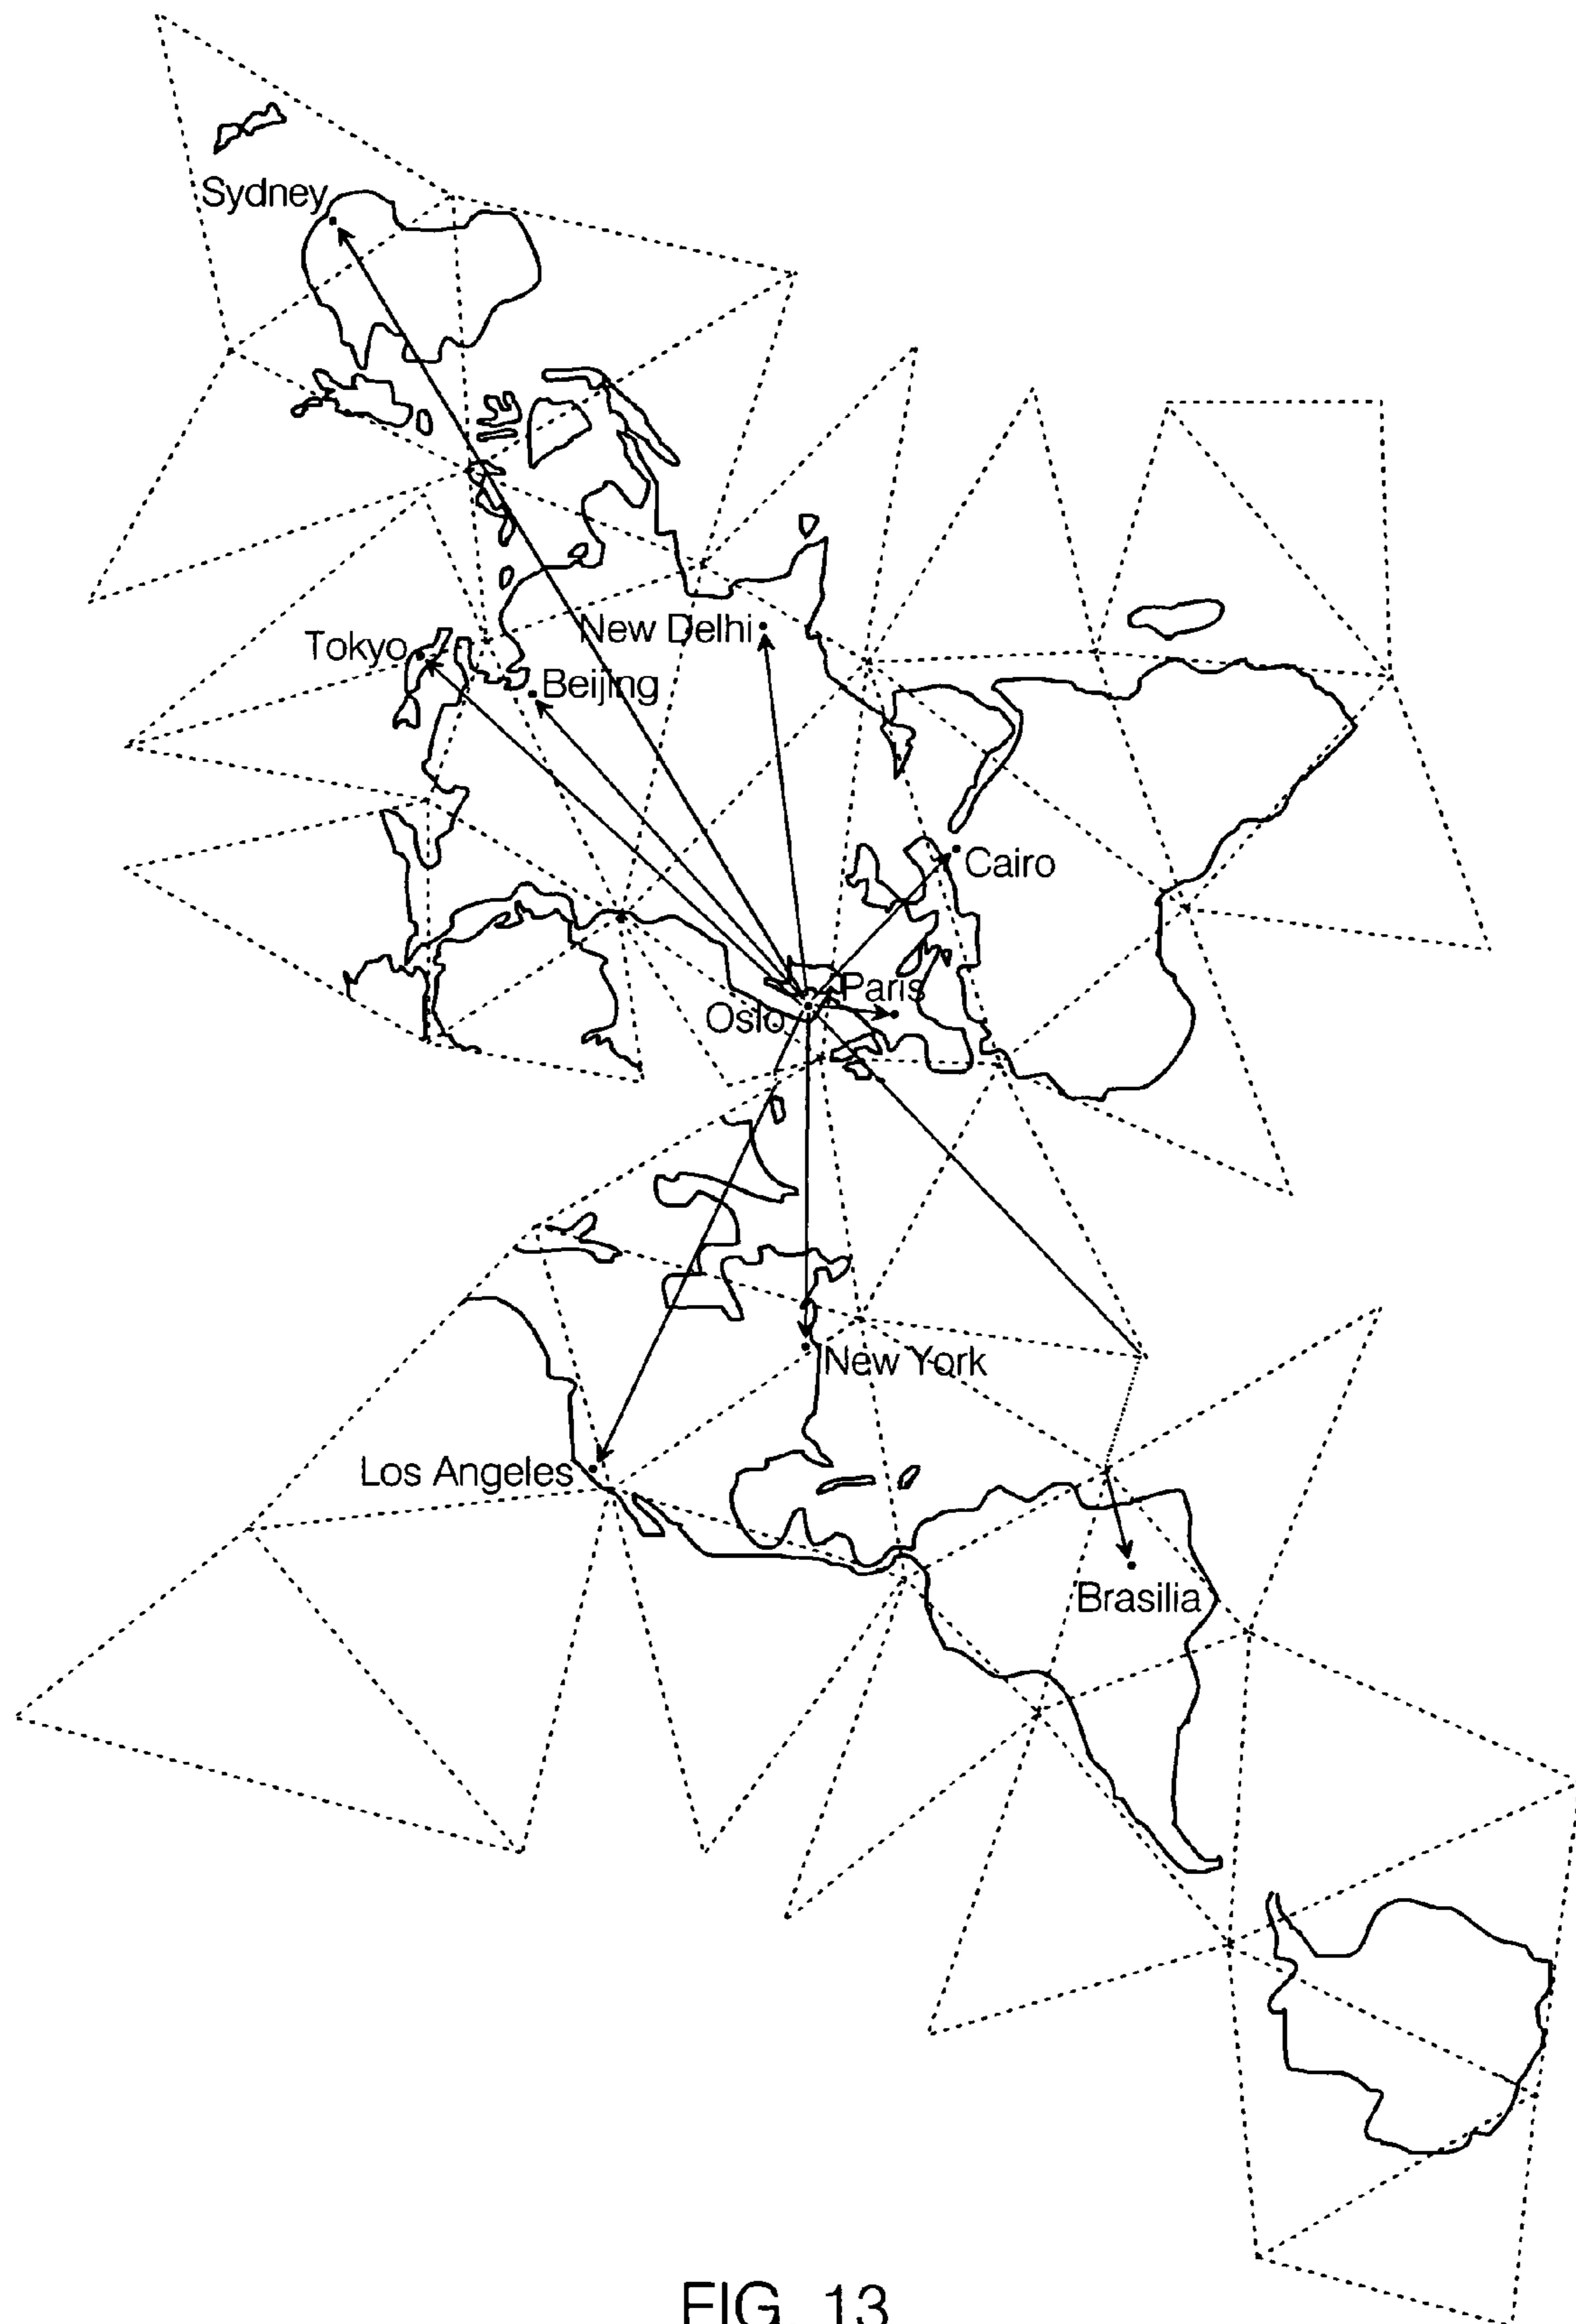 Sydney
New Delhi
Tokyo
Beijing
Cairo
Paris
Oslo
New York
Los Angeles
Brasilia
FIG. 13